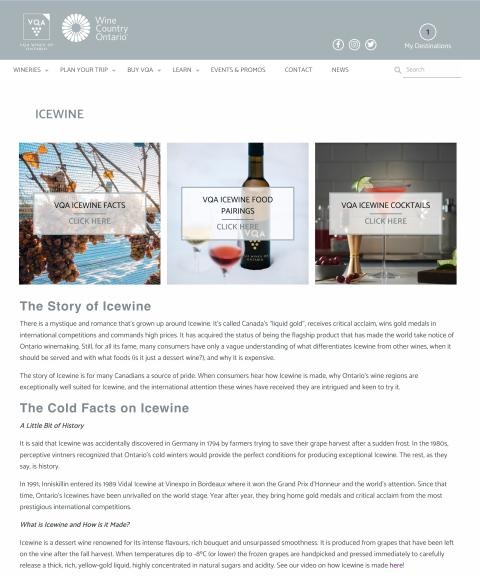 VQA
VQA WINES OF
ONTARIO
Wine
Country
Ontario
1
My Destinations
WINERIES
PLAN YOUR TRIP
BUY VQA
LEARN
EVENTS & PROMOS
CONTACT
NEWS
Search
ICEWINE
VQA ICEWINE FACTS
CLICK HERE
VQA ICEWINE FOOD
PAIRINGS
CLICK HERE
VQA
VQA ICEWINE COCKTAILS
CLICK HERE
The Story of Icewine
There is a mystique and romance that's grown up around Icewine. It's called Canada's "liquid gold", receives critical acclaim, wins gold medals in
international competitions and commands high prices. It has acquired the status of being the flagship product that has made the world take notice of
Ontario winemaking. Still, for all its fame, many consumers have only a vague understanding of what differentiates Icewine from other wines, when it
should be served and with what foods (is it just a dessert wine?), and why it is expensive.
The story of Icewine is for many Canadians a source of pride. When consumers hear how Icewine is made, why Ontario's wine regions are
exceptionally well suited for Icewine, and the international attention these wines have received they are intrigued and keen to try it.
The Cold Facts on Icewine
A Little Bit of History
It is said that Icewine was accidentally discovered in Germany in 1794 by farmers trying to save their grape harvest after a sudden frost. In the 1980s,
perceptive vintners recognized that Ontario's cold winters would provide the perfect conditions for producing exceptional Icewine. The rest, as they
say, is history.
In 1991, Inniskillin entered its 1989 Vidal Icewine at Vinexpo in Bordeaux where it won the Grand Prix d'Honneur and the world's attention. Since that
time, Ontario's Icewines have been unrivalled on the world stage. Year after year, they bring home gold medals and critical acclaim from the most
prestigious international competitions.
What is Icewine and How is it Made?
Icewine is a dessert wine renowned for its intense flavours, rich bouquet and unsurpassed smoothness. It is produced from grapes that have been left
on the vine after the fall harvest. When temperatures dip to -8°C (or lower) the frozen grapes are handpicked and pressed immediately to carefully
release a thick, rich, yellow-gold liquid, highly concentrated in natural sugars and acidity. See our video on how Icewine is made here!